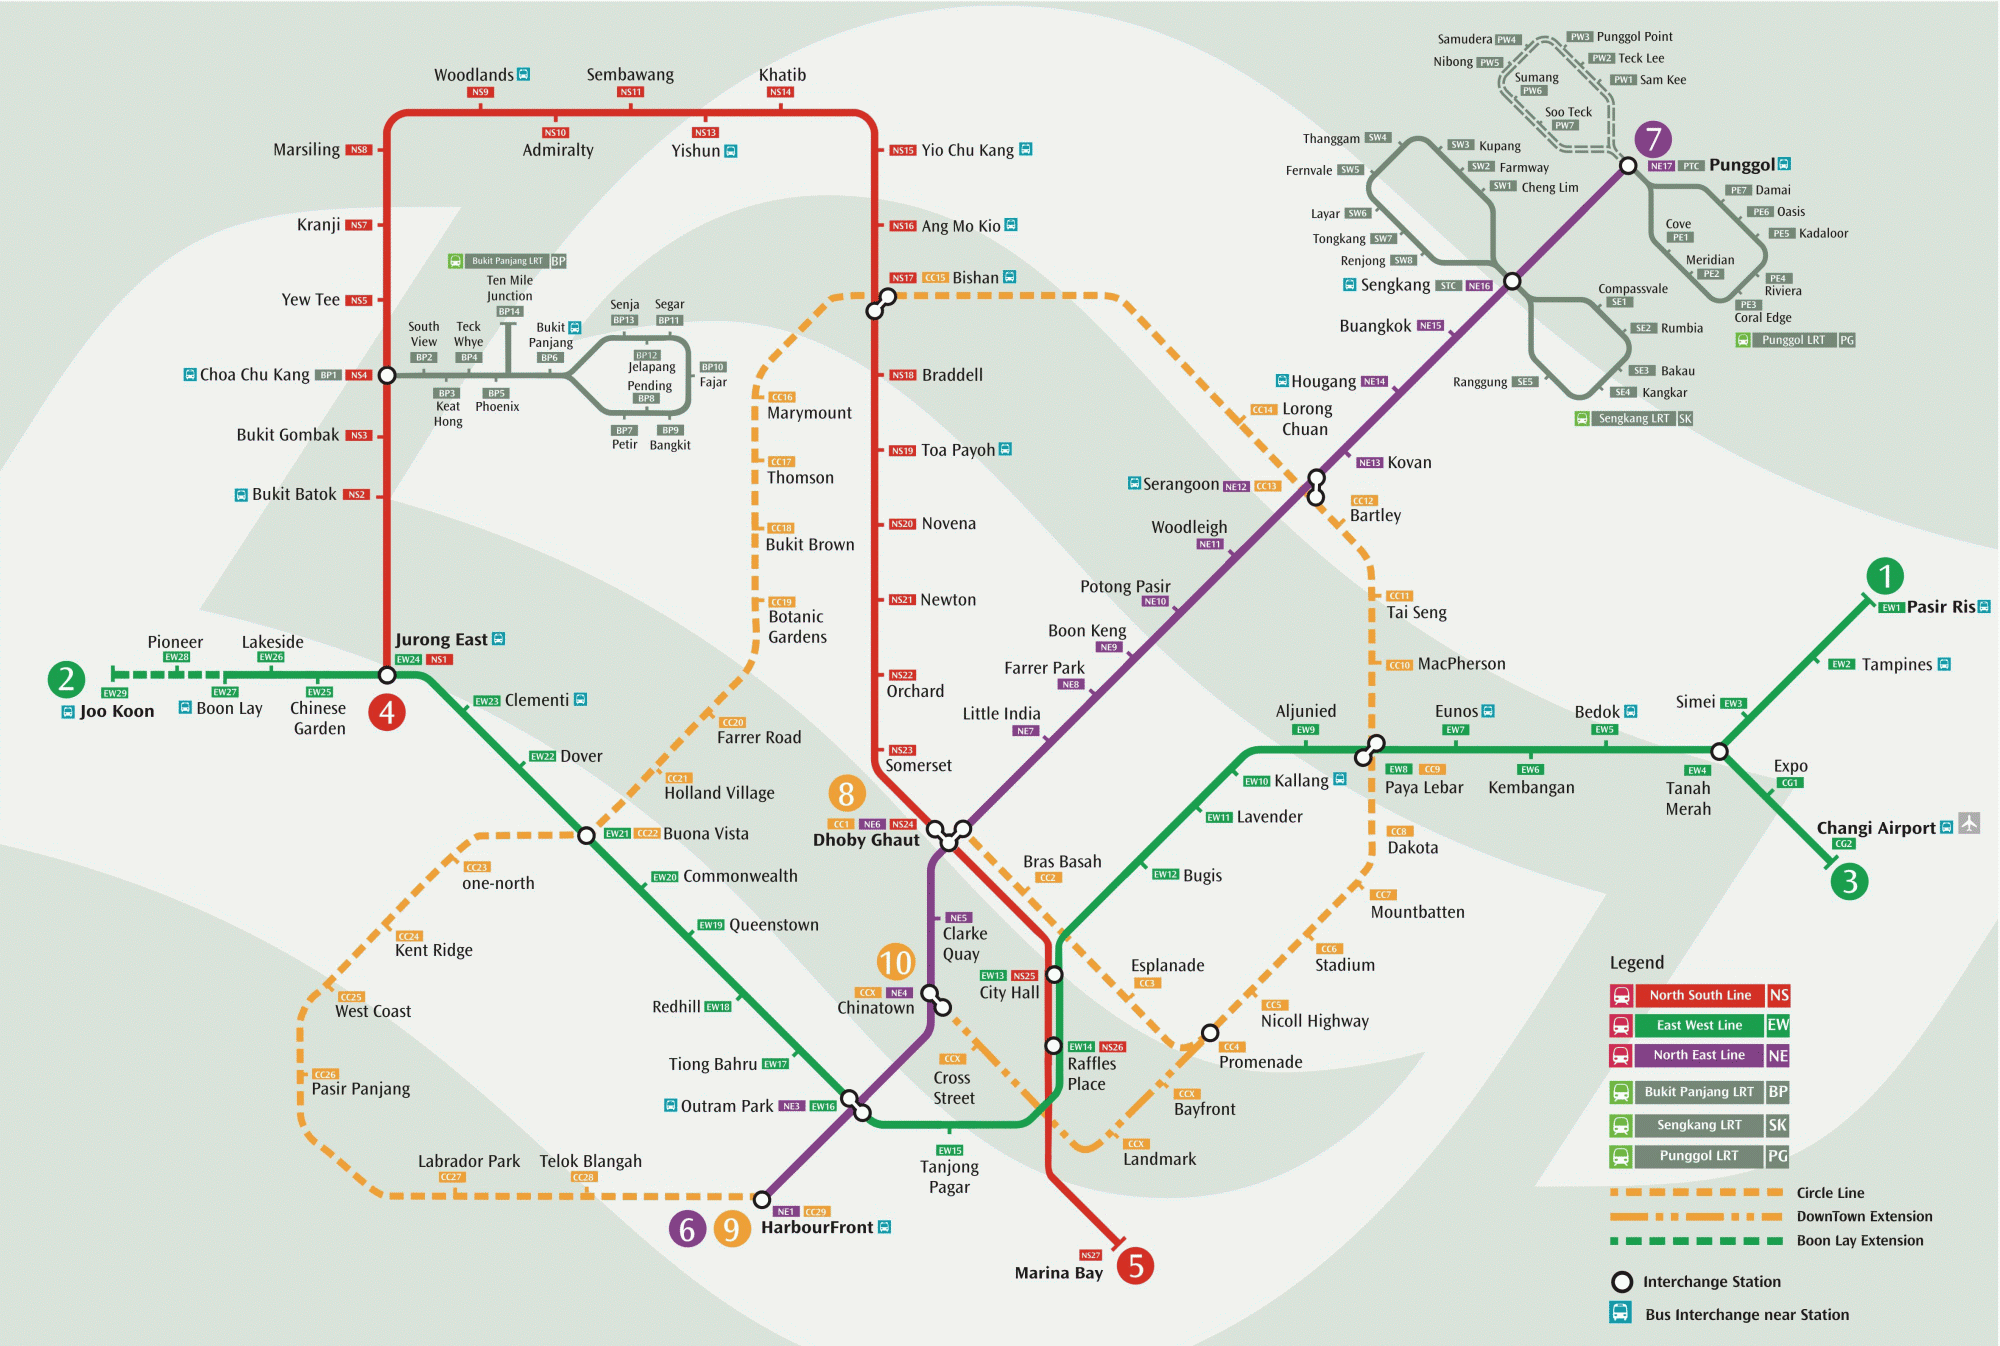 Woodlands
NS9
Sembawang
NS11
Khatib
NS14
NS10
Admiralty
NS13
Yishun
Marsiling NS8
Kranji NS7
Yew Tee NS5
Choa Chu Kang BP1 NS4
Bukit Gombak NS3
Bukit Batok NS2
Bukit Panjang LRT BP
Ten Mile
Junction
BP14
South
View
BP2
Teck
Whye
BP4
Bukit
Panjang
BP6
Senja
BP13
Segar
BP11
BP12
Jelapang
Pending
BP8
BP10
Fajar
BP3
Keat
Hong
BP5
Phoenix
BP7
Petir
BP9
Bangkit
NS15 Yio Chu Kang
NS16 Ang Mo Kio
NS17 CC15 Bishan
NS18 Braddell
NS19 Toa Payoh
NS20 Novena
NS21 Newton
NS22
Orchard
NS23
Somerset
CC16
Marymount
CC17
Thomson
CC18
Bukit Brown
CC19
Botanic
Gardens
CC20
Farrer Road
CC21
Holland Village
EW21 CC22 Buona Vista
CC23
one-north
CC24
Kent Ridge
CC25
West Coast
CC26
Pasir Panjang
Labrador Park
CC27
Telok Blangah
CC28
6
9
NE1 CC29
HarbourFront
Samudera PW4
Nibong PW5
PW3 Punggol Point
PW2 Teck Lee
PW1 Sam Kee
Sumang
PW6
Soo Teck
PW7
7
NE17 PTC Punggol
Thanggam SW4
Fernvale SW5
Layar SW6
Tongkang SW7
Renjong SW8
SW3 Kupang
SW2 Farmway
SW1 Cheng Lim
PE7 Damai
PE6 Oasis
PE5 Kadaloor
Cove
PE1
Meridian
PE2
PE4
Riviera
PE3
Coral Edge
Punggol LRT PG
Sengkang STC NE16
Compassvale
SE1
SE2 Rumbia
SE3 Bakau
SE4 Kangkar
Ranggung SE5
Sengkang LRT SK
Buangkok NE15
Hougang NE14
CC14 Lorong
Chuan
NE13 Kovan
Serangoon NE12 CC13
CC12
Bartley
Woodleigh
NE11
Potong Pasir
NE10
Boon Keng
NE9
Farrer Park
NE8
Little India
NE7
CC11
Tai Seng
CC10 MacPherson
1
EW1 Pasir Ris
EW2 Tampines
Simei EW3
EW4
Tanah
Merah
Expo
CG1
Changi Airport
CG2
3
Aljunied
EW9
Eunos
EW7
Bedok
EW5
EW8 CC9
Paya Lebar
EW6
Kembangan
EW10 Kallang
EW11 Lavender
EW12 Bugis
CC8
Dakota
CC7
Mountbatten
CC6
Stadium
CC5
Nicoll Highway
CC4
Promenade
Esplanade
CC3
Bras Basah
CC2
8
CC1 NE6 NS24
Dhoby Ghaut
NE5
Clarke
Quay
10
CCX NE4
Chinatown
CCX
Cross
Street
CCX
Landmark
CCX
Bayfront
EW13 NS25
City Hall
EW14 NS26
Raffles
Place
EW15
Tanjong
Pagar
NS27
Marina Bay
5
2
EW29
Joo Koon
Pioneer
EW28
EW27
Boon Lay
Lakeside
EW26
EW25
Chinese
Garden
Jurong East
EW24 NS1
4
EW23 Clementi
EW22 Dover
EW20 Commonwealth
EW19 Queenstown
Redhill EW18
Tiong Bahru EW17
Outram Park NE3 EW16
Legend
North South Line NS
East West Line EW
North East Line NE
Bukit Panjang LRT BP
Sengkang LRT SK
Punggol LRT PG
Circle Line
DownTown Extension
Boon Lay Extension
Interchange Station
Bus Interchange near Station